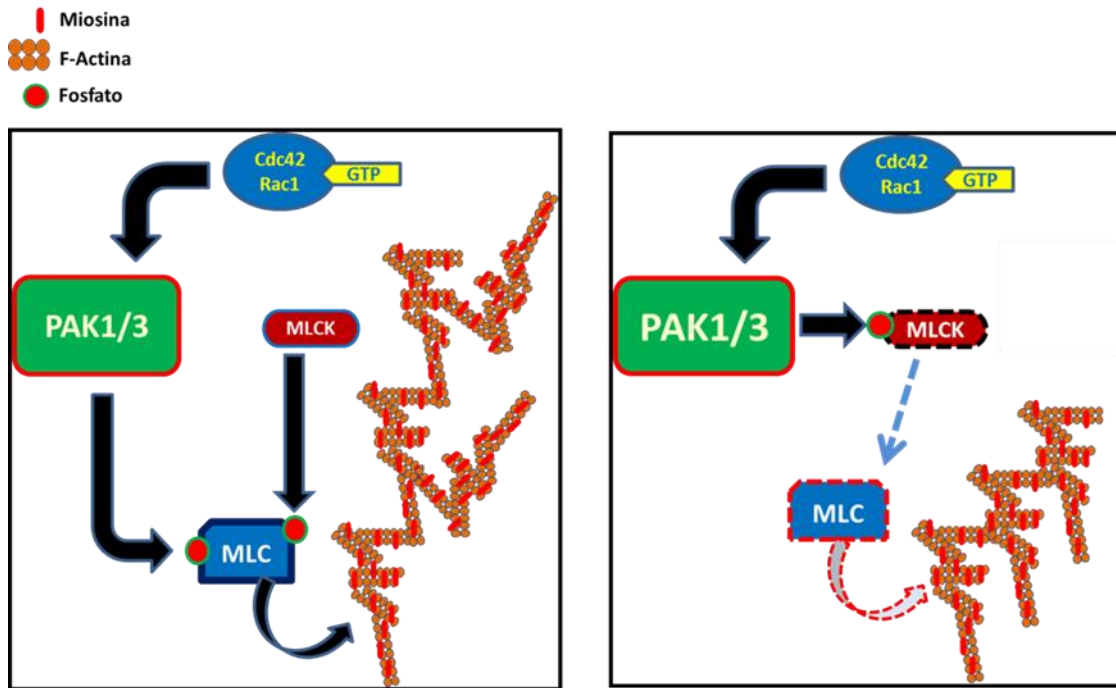 Miosina
F-Actina
Fosfato
Cdc42
Rac1
GTP
PAK1/3
MLCK
MLC
Cdc42
Rac1
GTP
PAK1/3
MLCK
MLC